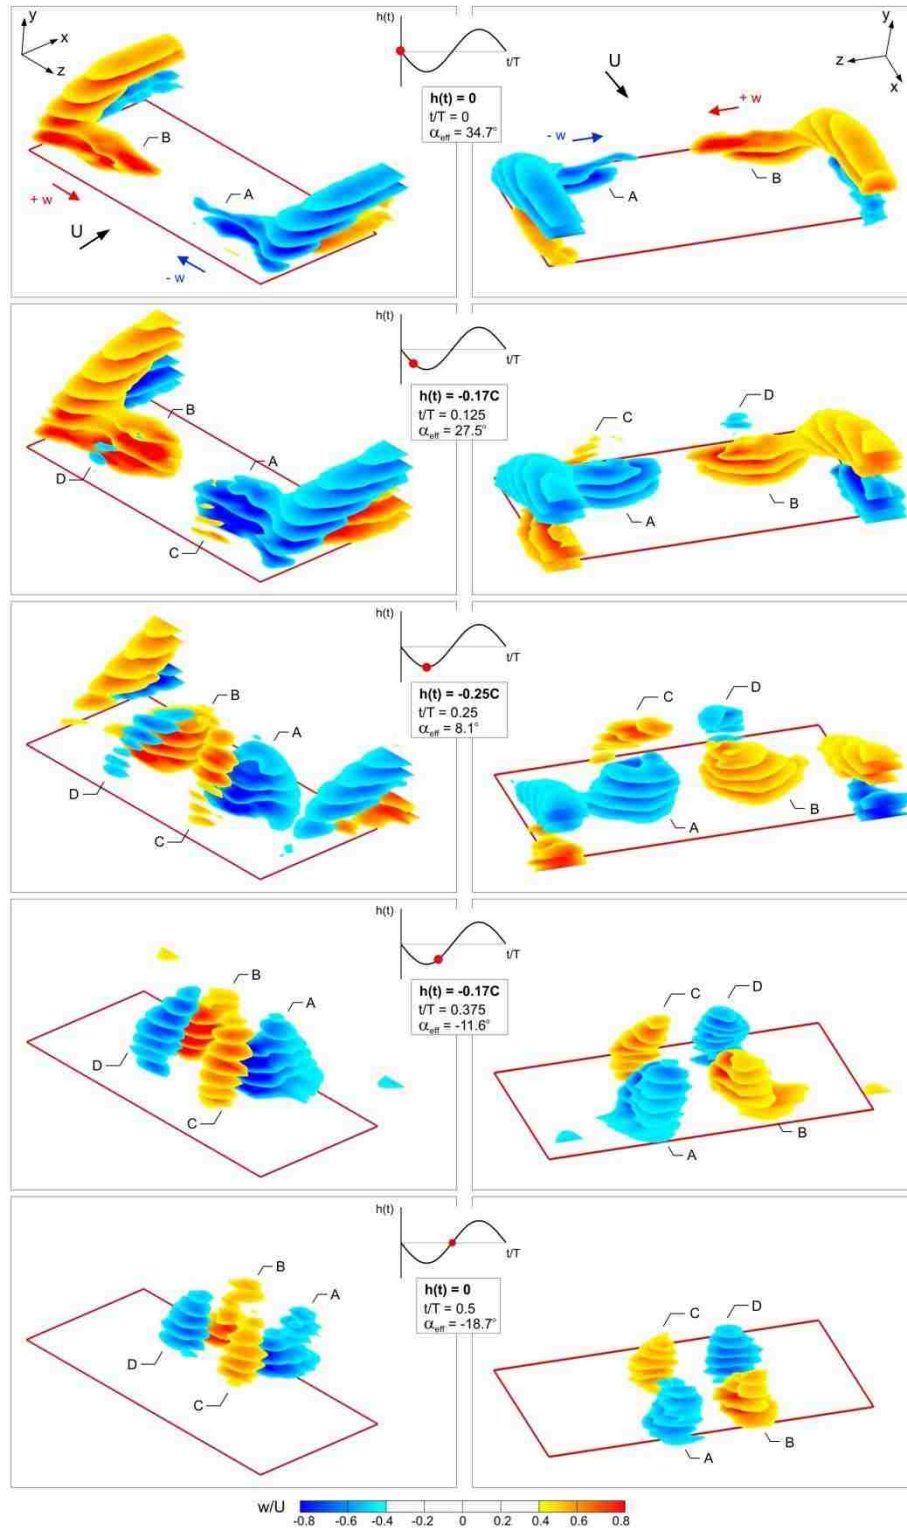 y
x
z
B
A
+ w
U
- w
h(t)
t/T
h(t) = 0
t/T = 0
αeff = 34.7°
y
z
x
U
+ w
- w
A
B
B
A
D
C
h(t)
t/T
h(t) = -0.17C
t/T = 0.125
αeff = 27.5°
C
D
A
B
B
A
D
C
h(t)
t/T
h(t) = -0.25C
t/T = 0.25
αeff = 8.1°
C
D
A
B
B
A
D
C
h(t)
t/T
h(t) = -0.17C
t/T = 0.375
αeff = -11.6°
C
D
B
A
B
A
D
C
h(t)
t/T
h(t) = 0
t/T = 0.5
αeff = -18.7°
C
D
B
A
w/U
-0.8 -0.6 -0.4 -0.2 0 0.2 0.4 0.6 0.8